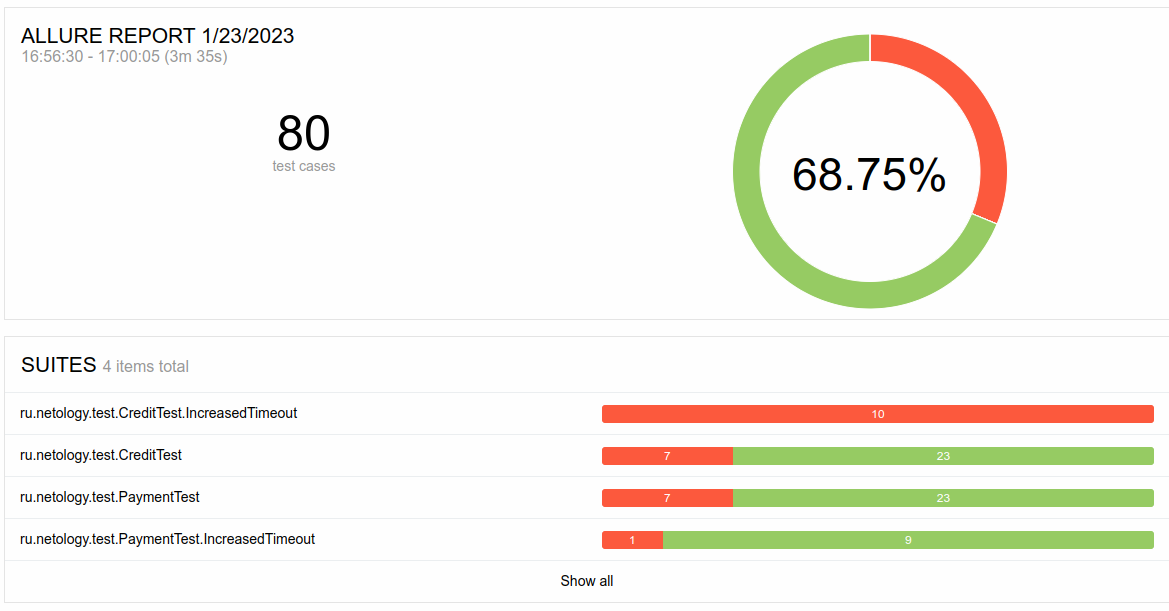 ALLURE REPORT 1/23/2023
16:56:30 - 17:00:05 (3m 35s)
80
test cases
68.75%
SUITES 4 items total
ru.netology.test.CreditTest.IncreasedTimeout 10
ru.netology.test.CreditTest 7 23
ru.netology.test.PaymentTest 7 23
ru.netology.test.PaymentTest.IncreasedTimeout 1 9
Show all